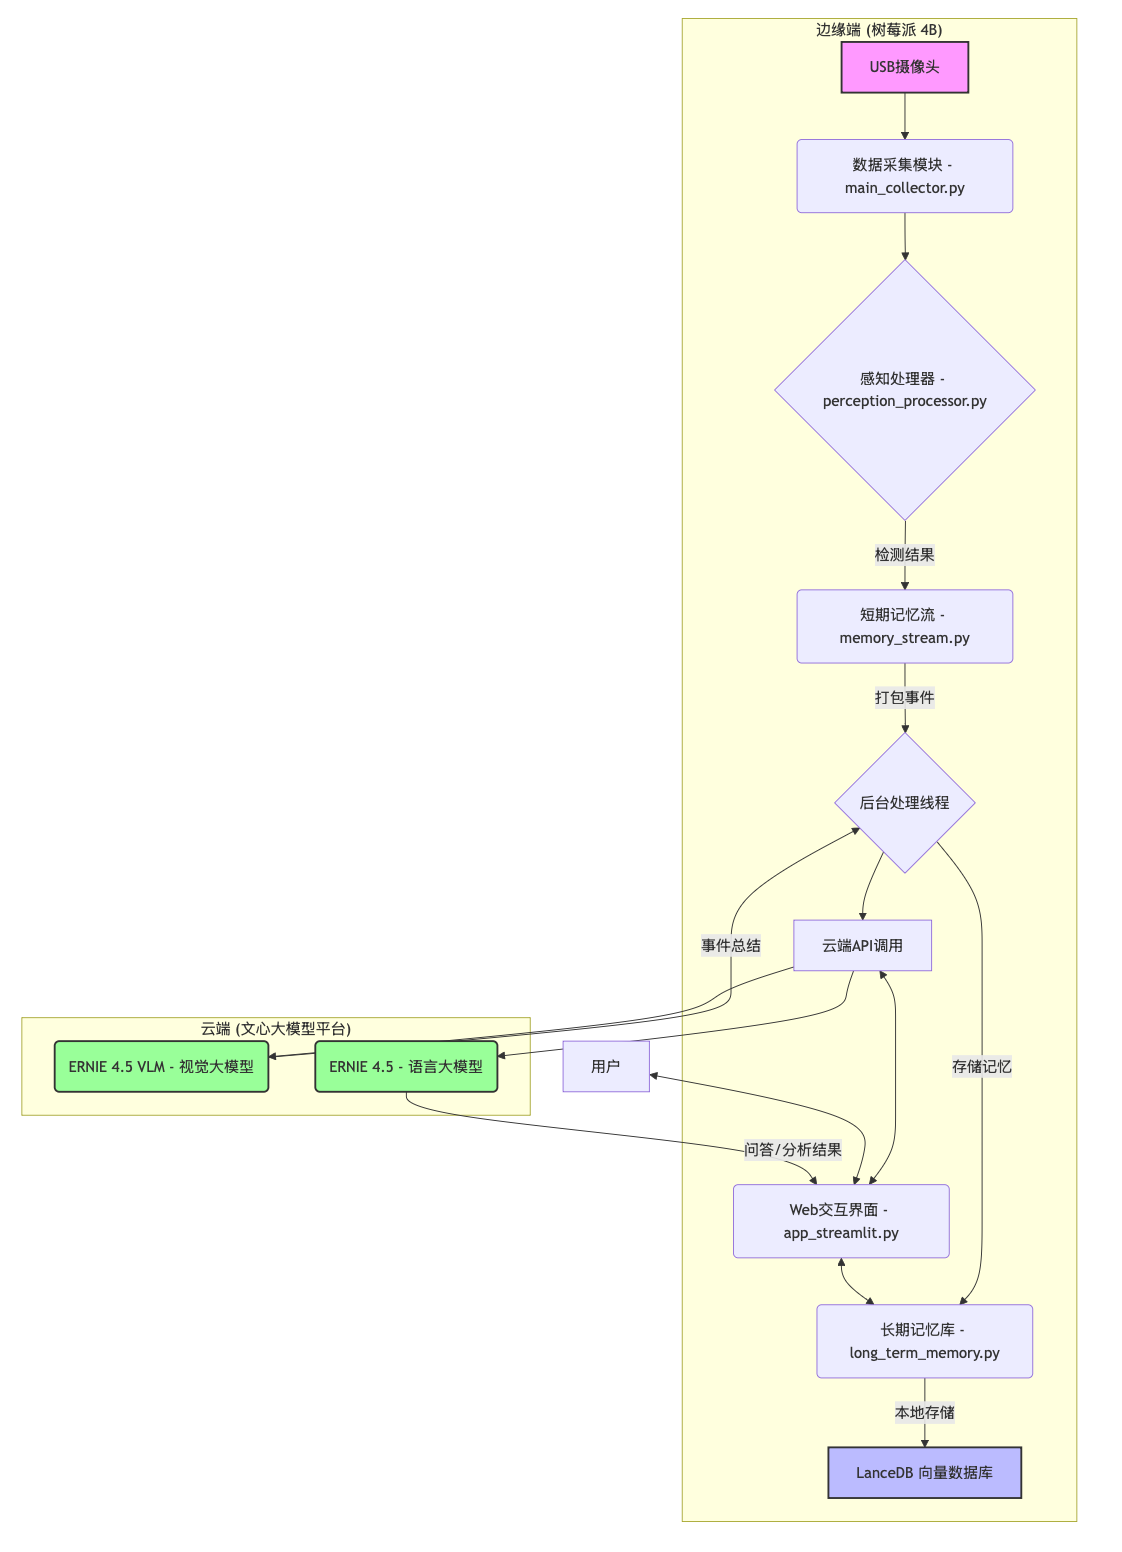 边缘端 (树莓派 4B)
USB摄像头
数据采集模块 -
main_collector.py
感知处理器 -
perception_processor.py
检测结果
短期记忆流 -
memory_stream.py
打包事件
后台处理线程
事件总结
云端API调用
云端 (文心大模型平台)
ERNIE 4.5 VLM - 视觉大模型
ERNIE 4.5 - 语言大模型
用户
存储记忆
问答/分析结果
Web交互界面 -
app_streamlit.py
长期记忆库 -
long_term_memory.py
本地存储
LanceDB 向量数据库